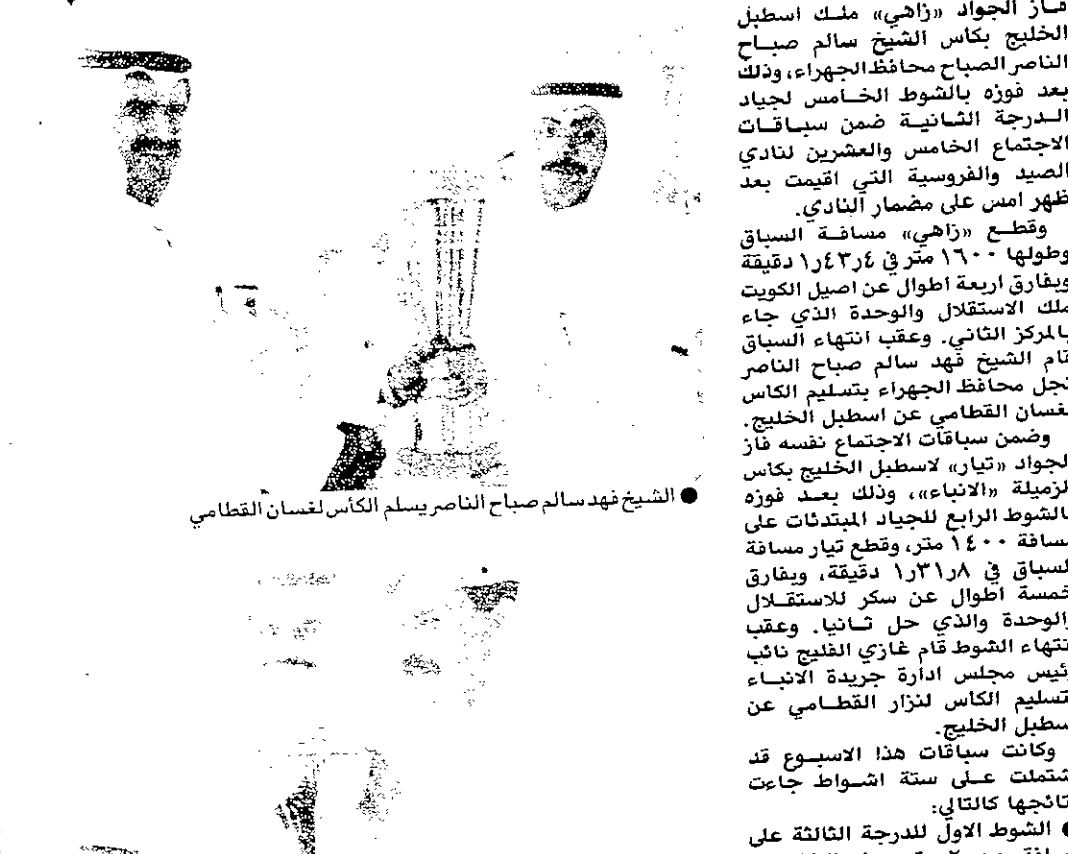 فاز الجواد «زاهي» ملك اسطبل
الخليج بكاس الشيخ سالم صباح
الناصر الصباح محافظ الجهراء، وذلك
بعد فوزه بالشوط الخامس لجياد
الدرجة الثانية ضمن سباقات
الاجتماع الخامس والعشرين لنادي
الصيد والفروسية التي اقيمت بعد
ظهر امس على مضمار النادي.
وقطع «زاهي» مسافة السباق
وطولها ١٦٠٠ متر في ٤ر٤٣ر١ دقيقة
وبفارق اربعة اطوال عن اصيل الكويت
ملك الاستقلال والوحدة الذي جاء
بالمركز الثاني. وعقب انتهاء السباق
قام الشيخ فهد سالم صباح الناصر
نجل محافظ الجهراء بتسليم الكاس
لغسان القطامي عن اسطبل الخليج.
وضمن سباقات الاجتماع نفسه فاز
الجواد «تيار» لاسطبل الخليج بكاس
الزميلة «الانباء»، وذلك بعد فوزه
بالشوط الرابع للجياد المبتدئات على
مسافة ١٤٠٠ متر، وقطع تيار مسافة
السباق في ٨ر٣١ر١ دقيقة، وبفارق
خمسة اطوال عن سكر للاستقلال
والوحدة والذي حل ثانيا. وعقب
انتهاء الشوط قام غازي الفليج نائب
رئيس مجلس ادارة جريدة الانباء
بتسليم الكاس لنزار القطامي عن
اسطبل الخليج.
وكانت سباقات هذا الاسبوع قد
اشتملت على ستة اشواط جاءت
نتائجها كالتالي:
● الشوط الاول للدرجة الثالثة على
● الشيخ فهد سالم صباح الناصر يسلم الكأس لغسان القطامي